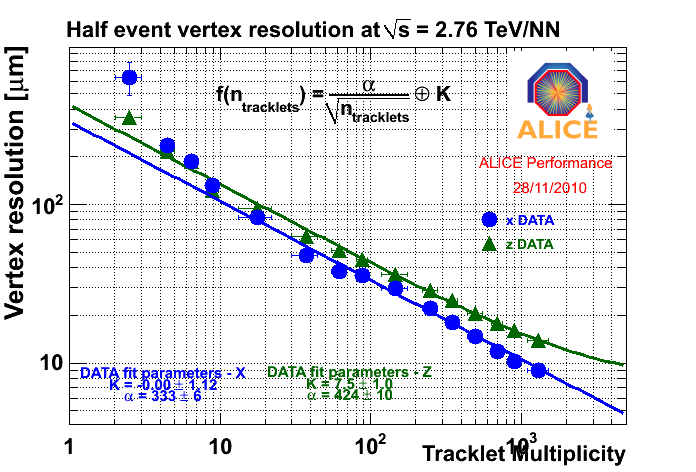 Half event vertex resolution at √s = 2.76 TeV/NN
Vertex resolution [μm]
f(n_tracklets) = α/√n_tracklets ⊕ K
ALICE
ALICE Performance
28/11/2010
x DATA
z DATA
10²
10
DATA fit parameters - X
K = -0.00 ± 1.12
α = 333 ± 6
DATA fit parameters - Z
K = 7.5 ± 1.0
α = 424 ± 10
1 10 10² 10³
Tracklet Multiplicity